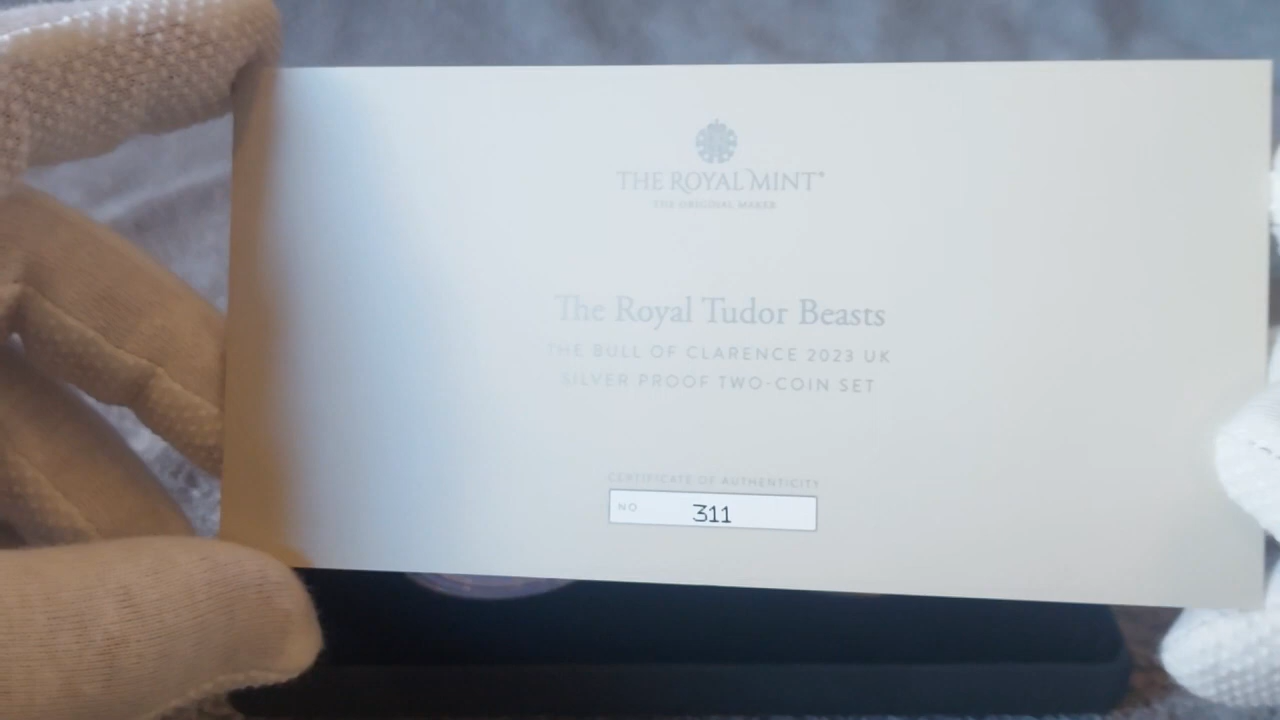 THE ROYAL MINT®
THE ORIGINAL MAKER
The Royal Tudor Beasts
THE BULL OF CLARENCE 2023 UK
SILVER PROOF TWO-COIN SET
CERTIFICATE OF AUTHENTICITY
NO 311